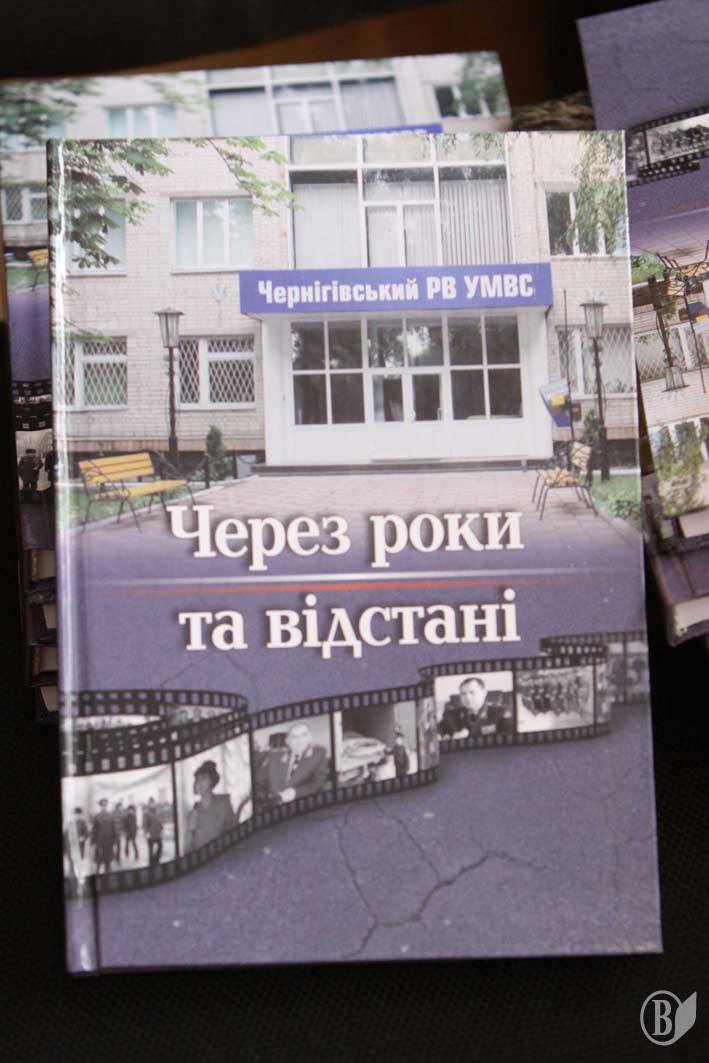 Чернігівський РВ УМВС
Через роки
та відстані
В